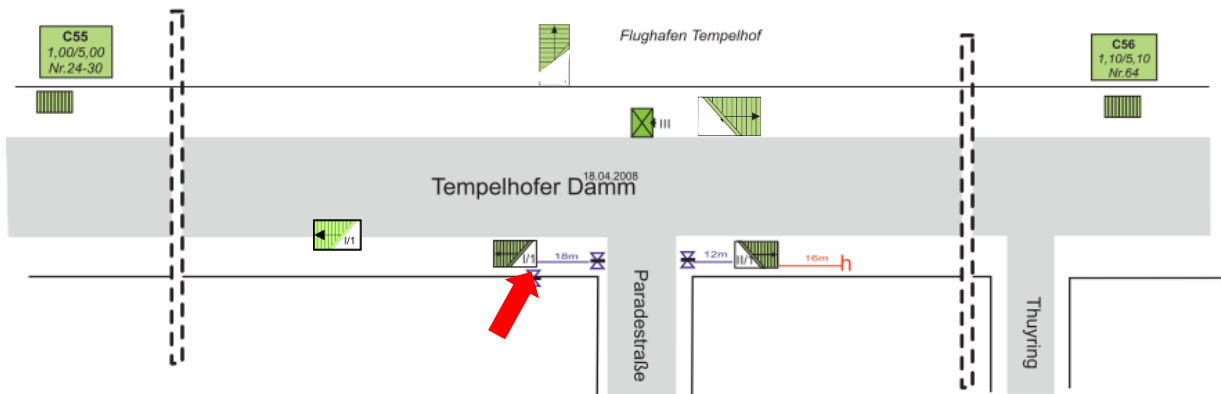 C55
1,00/5,00
Nr.24-30
Flughafen Tempelhof
C56
1,10/5,10
Nr.64
III
Tempelhofer Damm
18.04.2008
I/1
I/1
18m
12m
II/1
16m
h
Paradestraße
Thuyring